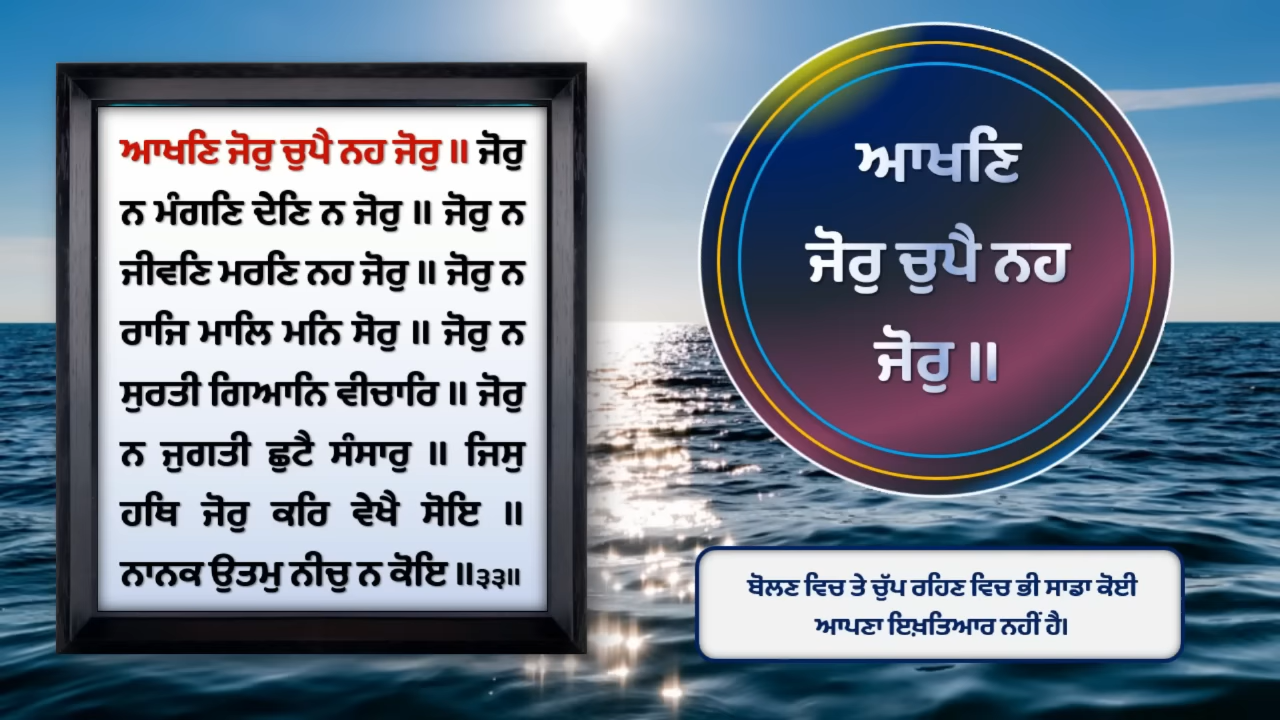 ਆਖਣਿ ਜੋਰੁ ਚੁਪੈ ਨਹ ਜੋਰੁ ॥ ਜੋਰੁ
ਨ ਮੰਗਣਿ ਦੇਣਿ ਨ ਜੋਰੁ ॥ ਜੋਰੁ ਨ
ਜੀਵਣਿ ਮਰਣਿ ਨਹ ਜੋਰੁ ॥ ਜੋਰੁ ਨ
ਰਾਜਿ ਮਾਲਿ ਮਨਿ ਸੋਰੁ ॥ ਜੋਰੁ ਨ
ਸੁਰਤੀ ਗਿਆਨਿ ਵੀਚਾਰਿ ॥ ਜੋਰੁ
ਨ ਜੁਗਤੀ ਛੁਟੈ ਸੰਸਾਰੁ ॥ ਜਿਸੁ
ਹਥਿ ਜੋਰੁ ਕਰਿ ਵੇਖੈ ਸੋਇ ॥
ਨਾਨਕ ਉਤਮੁ ਨੀਚੁ ਨ ਕੋਇ ॥੩੩॥
ਆਖਣਿ
ਜੋਰੁ ਚੁਪੈ ਨਹ
ਜੋਰੁ ॥
ਬੋਲਣ ਵਿਚ ਤੇ ਚੁੱਪ ਰਹਿਣ ਵਿਚ ਭੀ ਸਾਡਾ ਕੋਈ
ਆਪਣਾ ਇਖ਼ਤਿਆਰ ਨਹੀਂ ਹੈ।